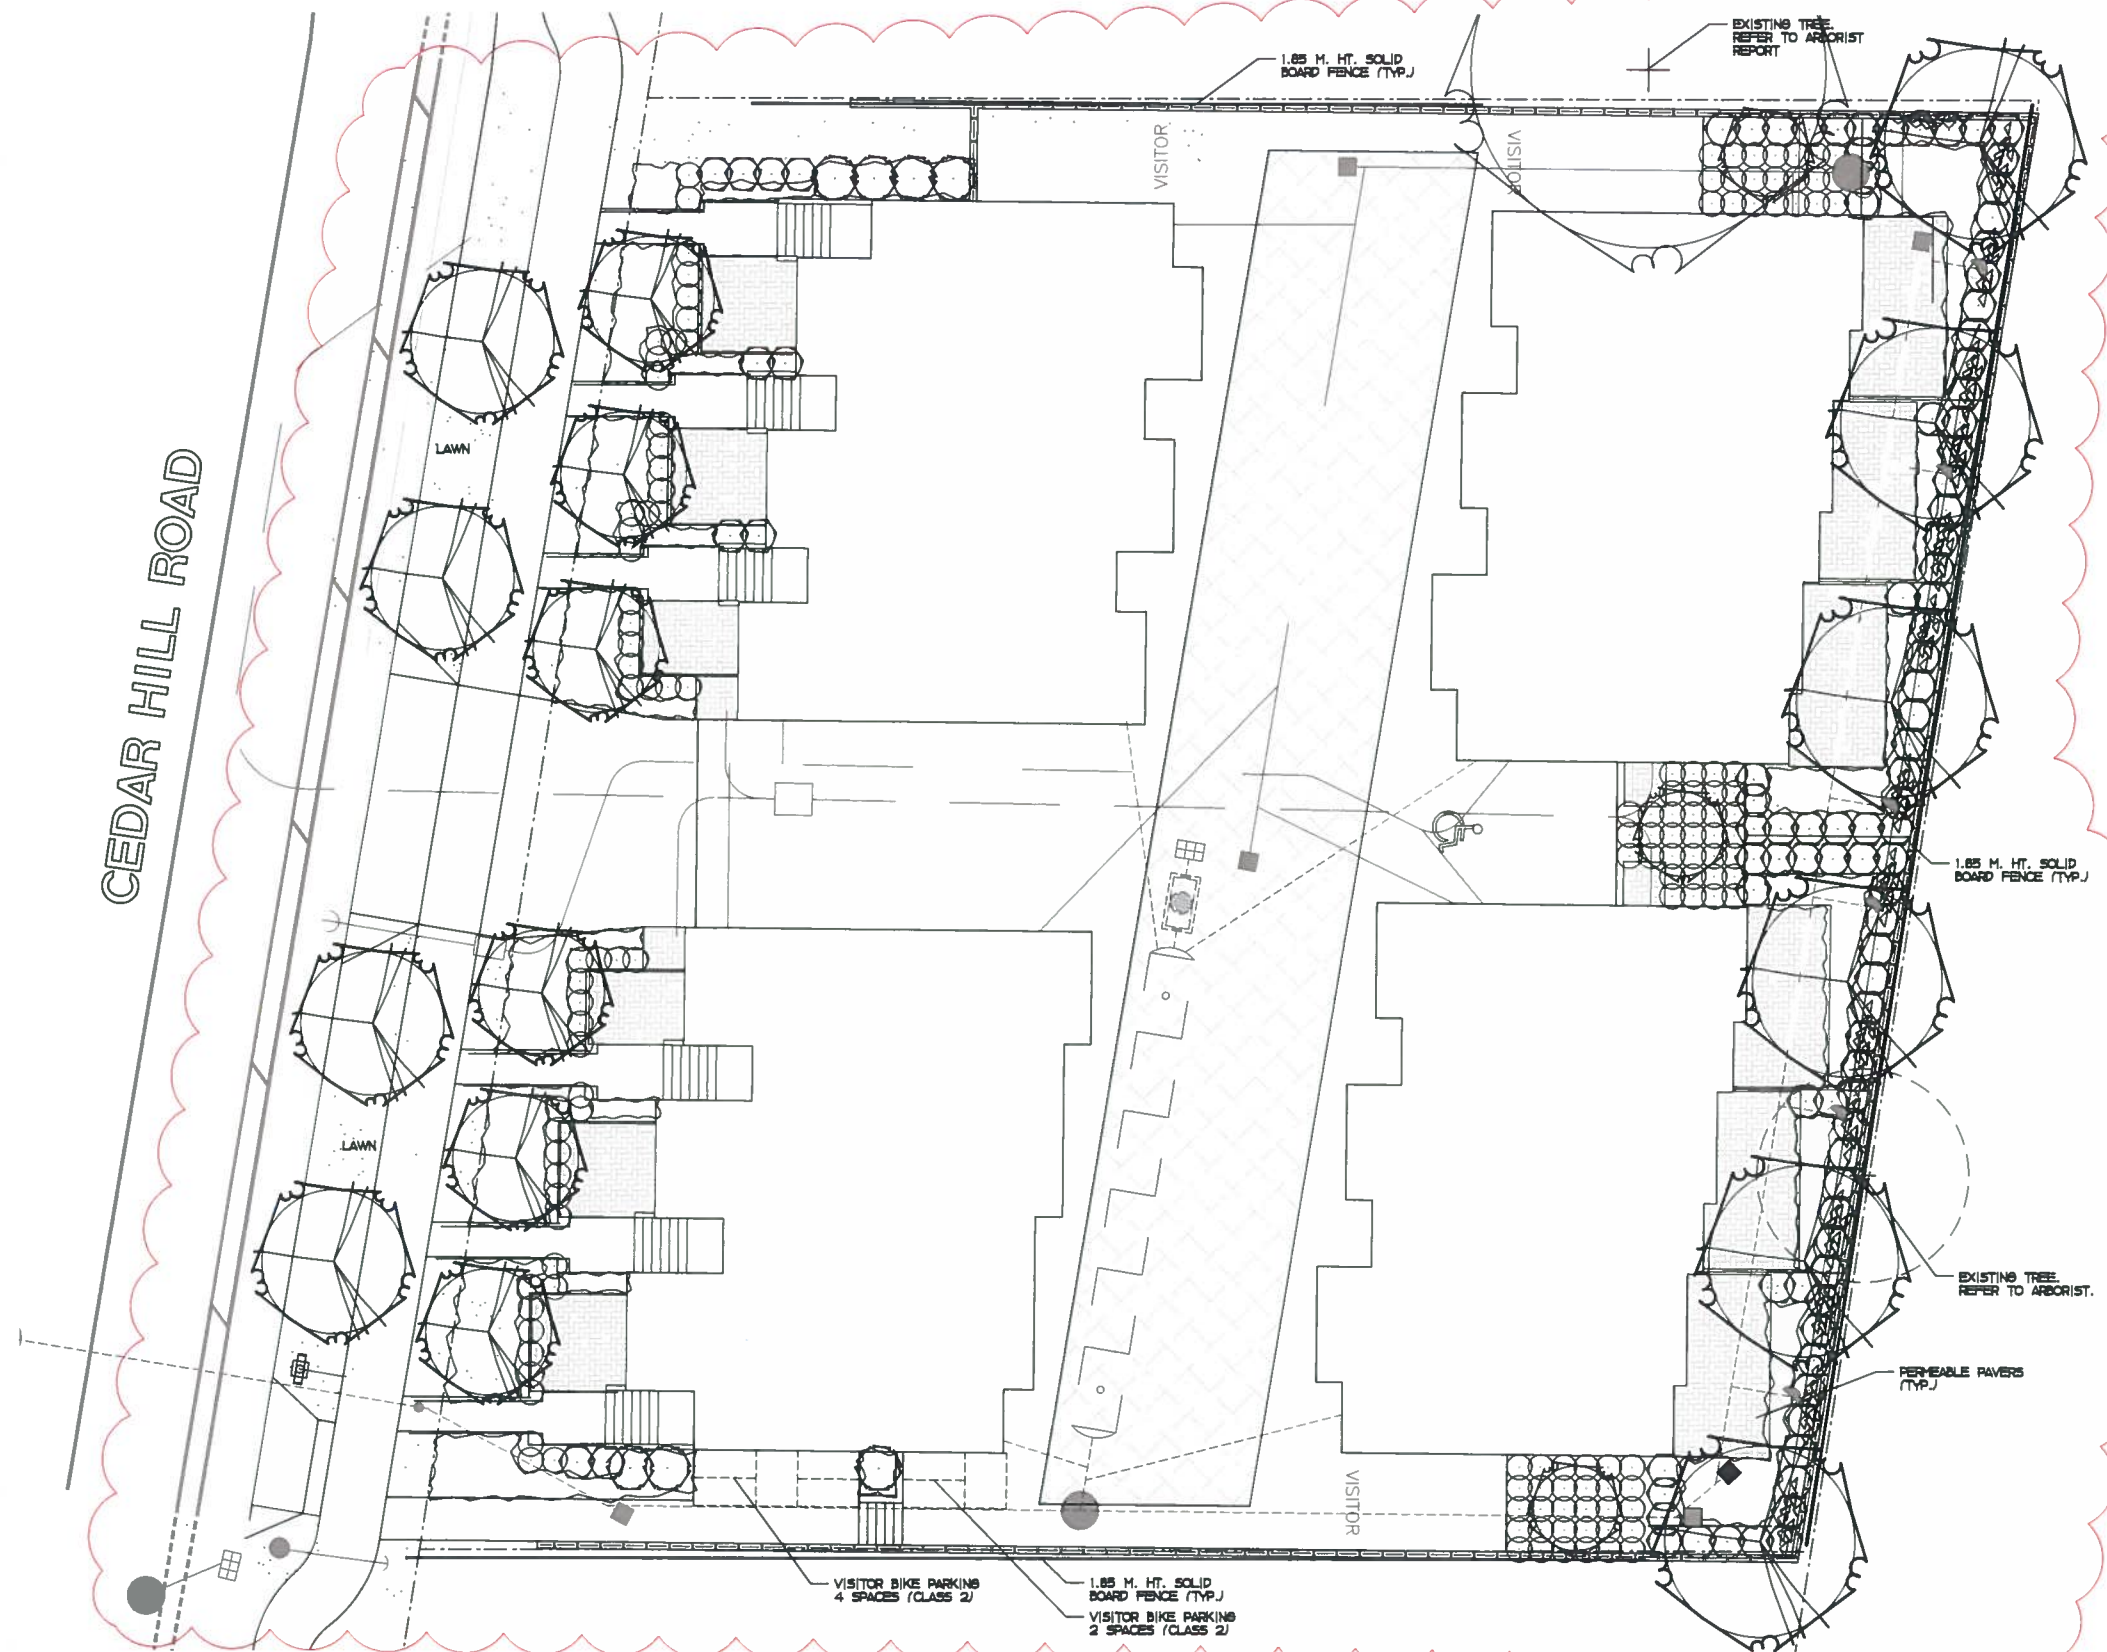 EXISTING TREE.
REFER TO ARBORIST
REPORT
1.85 M. HT. SOLID
BOARD FENCE (TYP.)
VISITOR
VISITOR
LAWN
CEDAR HILL ROAD
1.85 M. HT. SOLID
BOARD FENCE (TYP.)
LAWN
EXISTING TREE.
REFER TO ARBORIST.
PERMEABLE PAVERS
(TYP.)
VISITOR
VISITOR BIKE PARKING
4 SPACES (CLASS 2)
1.85 M. HT. SOLID
BOARD FENCE (TYP.)
VISITOR BIKE PARKING
2 SPACES (CLASS 2)